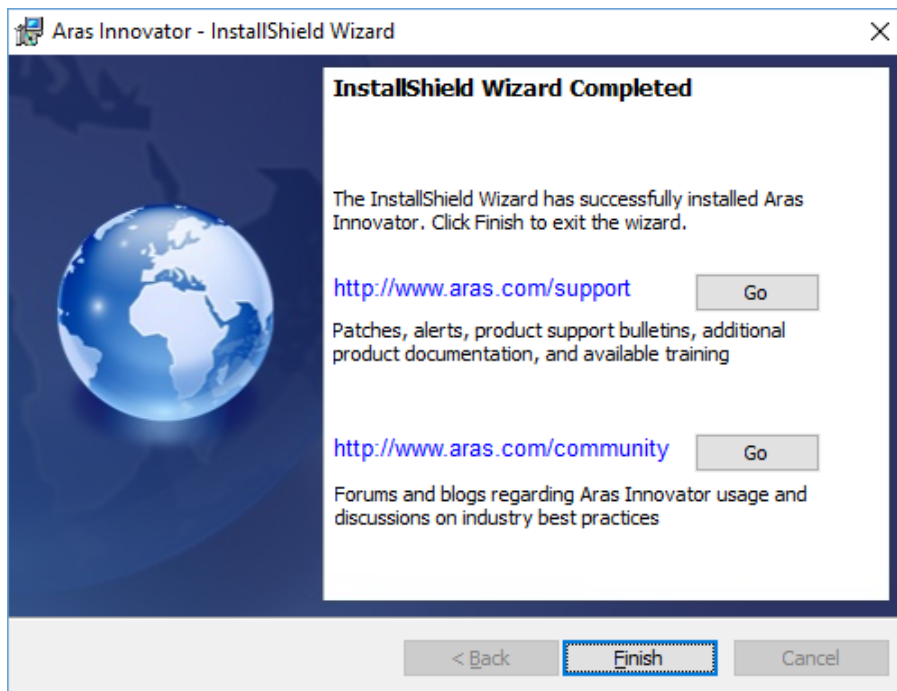 Aras Innovator - InstallShield Wizard
InstallShield Wizard Completed
The InstallShield Wizard has successfully installed Aras
Innovator. Click Finish to exit the wizard.
http://www.aras.com/support
Go
Patches, alerts, product support bulletins, additional
product documentation, and available training
http://www.aras.com/community
Go
Forums and blogs regarding Aras Innovator usage and
discussions on industry best practices
< Back
Finish
Cancel